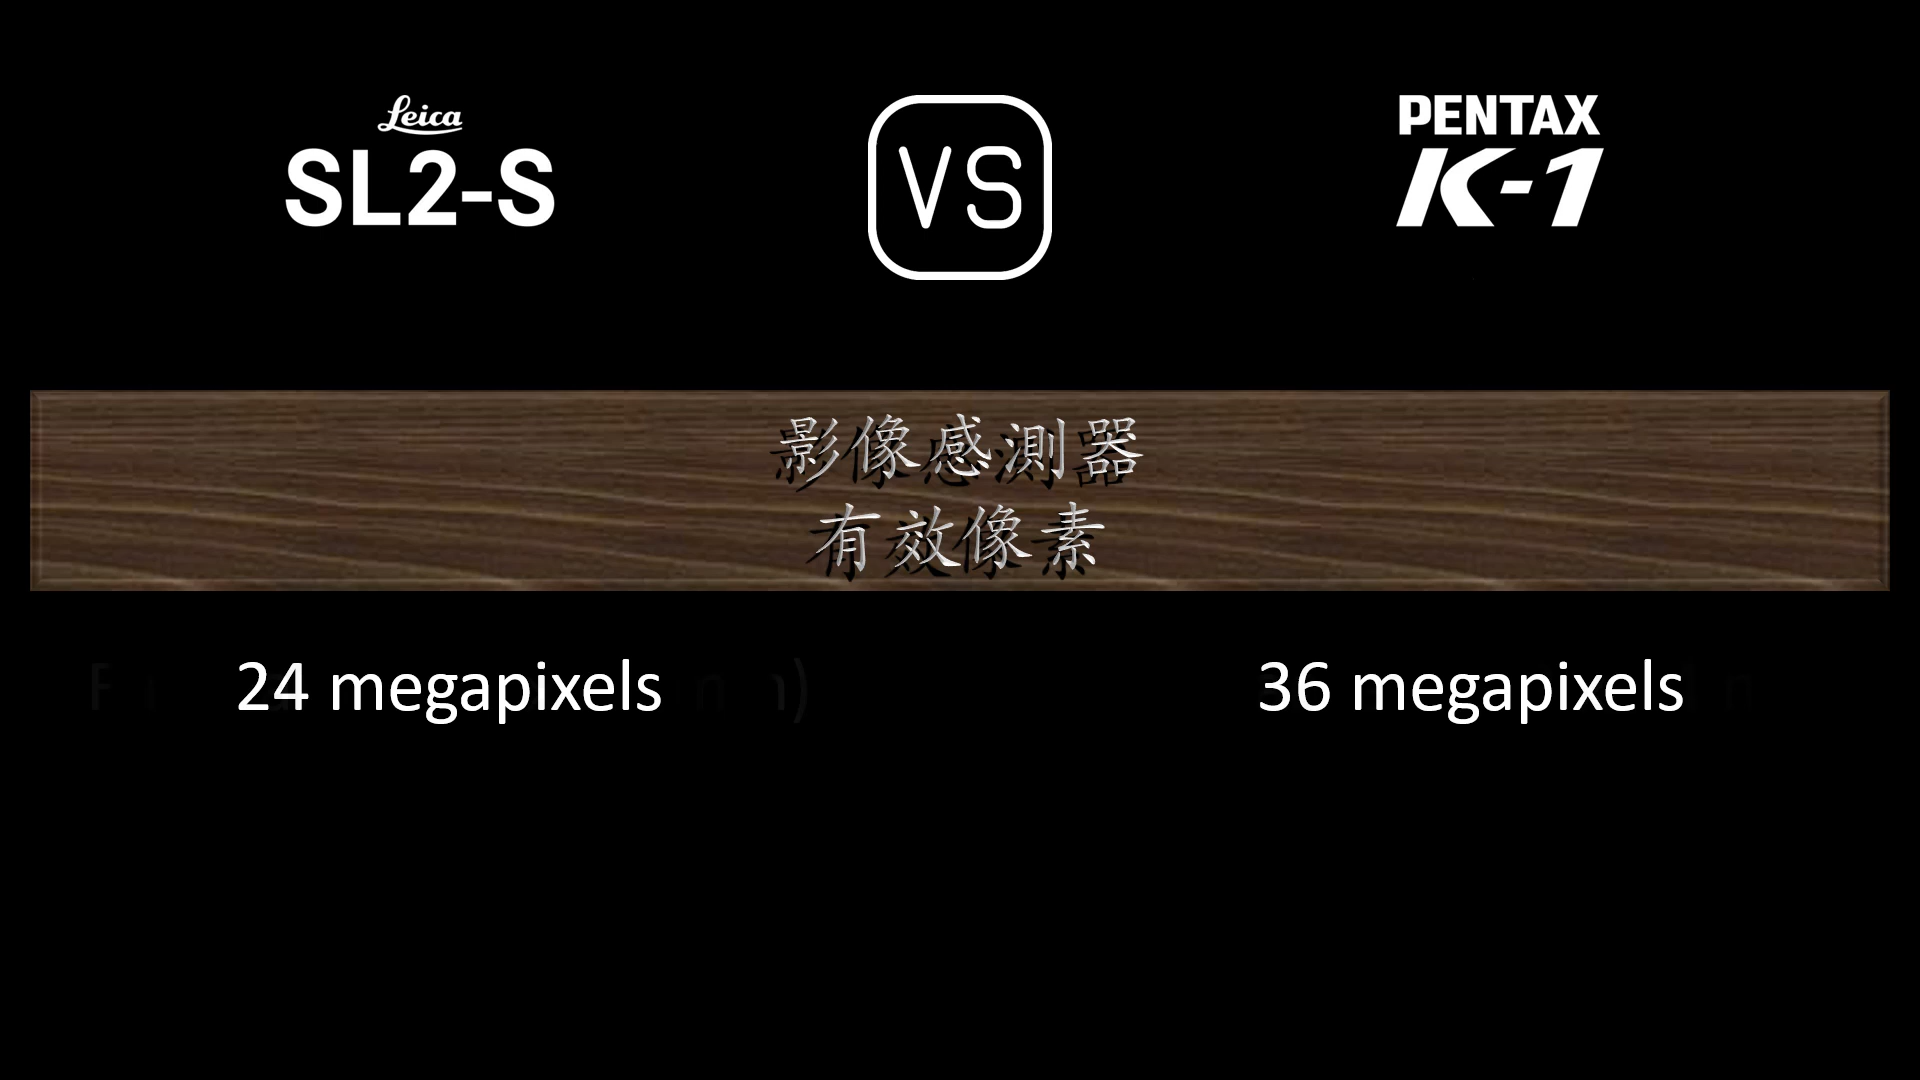 Leica
SL2-S
VS
PENTAX
K-1
影像感測器
有效像素
24 megapixels
36 megapixels